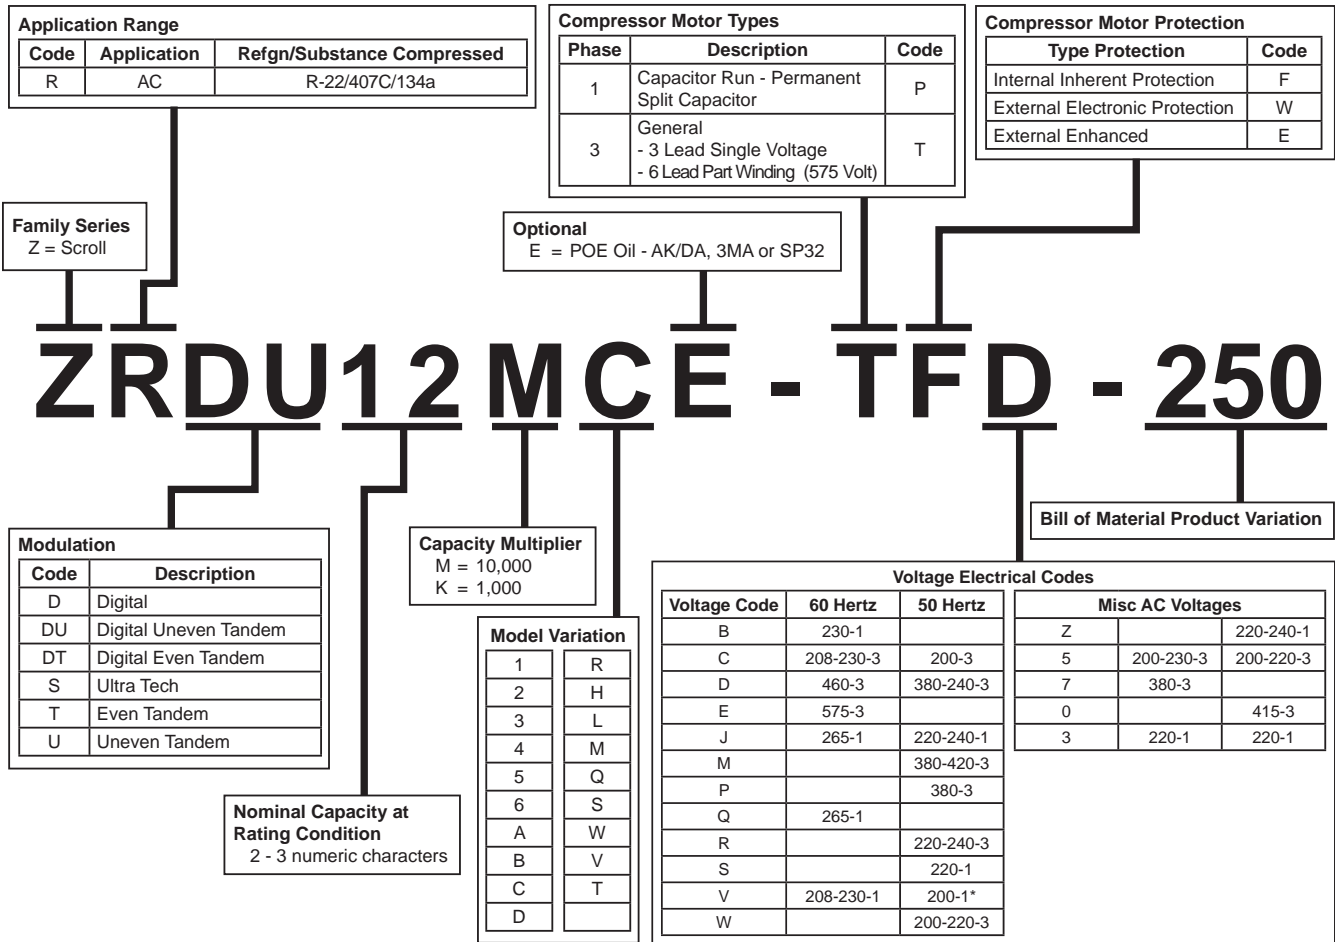 Application Range
Code Application Refgn/Substance Compressed
R AC R-22/407C/134a
Compressor Motor Types
Phase Description Code
1 Capacitor Run - Permanent Split Capacitor P
3 General
- 3 Lead Single Voltage
- 6 Lead Part Winding (575 Volt) T
Compressor Motor Protection
Type Protection Code
Internal Inherent Protection F
External Electronic Protection W
External Enhanced E
Family Series
Z = Scroll
Optional
E = POE Oil - AK/DA, 3MA or SP32
ZRDU12MCE - TFD - 250
Modulation
Code Description
D Digital
DU Digital Uneven Tandem
DT Digital Even Tandem
S Ultra Tech
T Even Tandem
U Uneven Tandem
Nominal Capacity at
Rating Condition
2 - 3 numeric characters
Capacity Multiplier
M = 10,000
K = 1,000
Model Variation
1 R
2 H
3 L
4 M
5 Q
6 S
A W
B V
C T
D
Bill of Material Product Variation
Voltage Electrical Codes
Voltage Code 60 Hertz 50 Hertz
B 230-1
C 208-230-3 200-3
D 460-3 380-240-3
E 575-3
J 265-1 220-240-1
M 380-420-3
P 380-3
Q 265-1
R 220-240-3
S 220-1
V 208-230-1 200-1*
W 200-220-3
Misc AC Voltages
Z 220-240-1
5 200-230-3 200-220-3
7 380-3
0 415-3
3 220-1 220-1